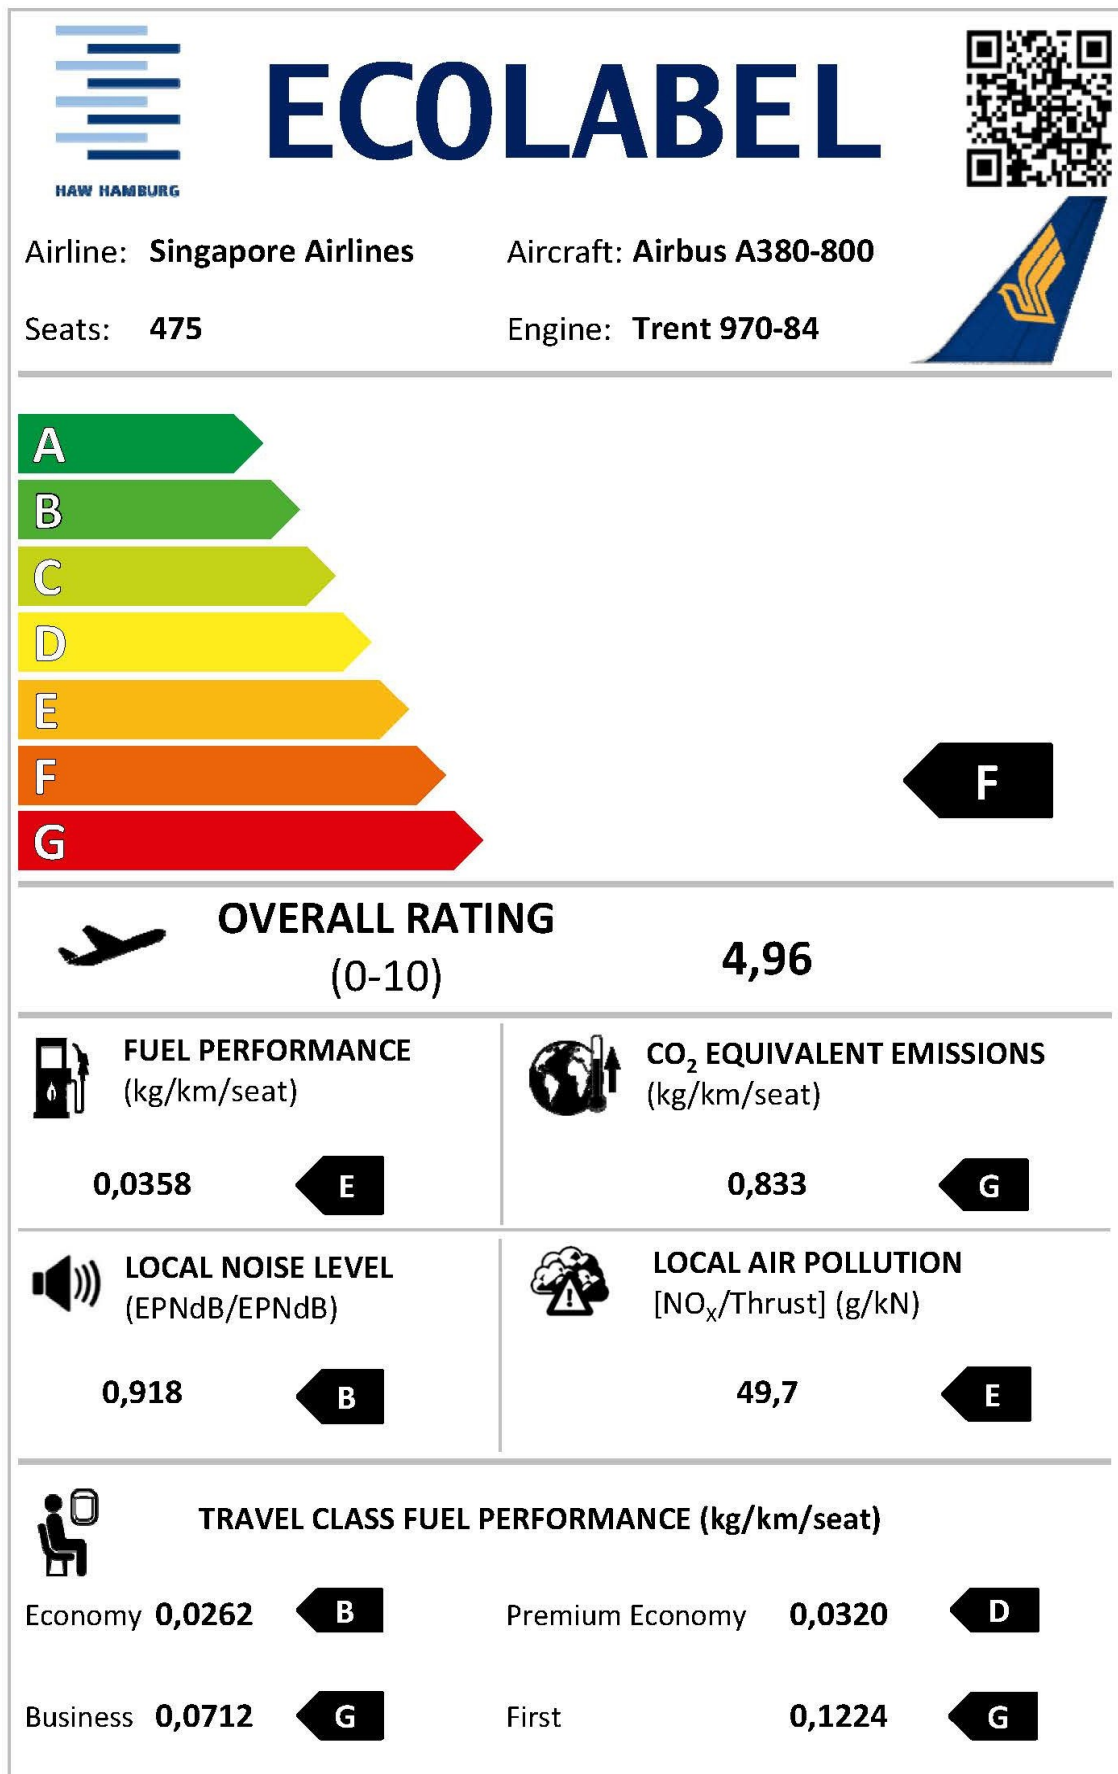 HAW HAMBURG
ECOLABEL
Airline: Singapore Airlines Aircraft: Airbus A380-800
Seats: 475 Engine: Trent 970-84
A
B
C
D
E
F F
G
OVERALL RATING
(0-10) 4,96
FUEL PERFORMANCE
(kg/km/seat)
0,0358 E
CO₂ EQUIVALENT EMISSIONS
(kg/km/seat)
0,833 G
LOCAL NOISE LEVEL
(EPNdB/EPNdB)
0,918 B
LOCAL AIR POLLUTION
[NOₓ/Thrust] (g/kN)
49,7 E
TRAVEL CLASS FUEL PERFORMANCE (kg/km/seat)
Economy 0,0262 B Premium Economy 0,0320 D
Business 0,0712 G First 0,1224 G